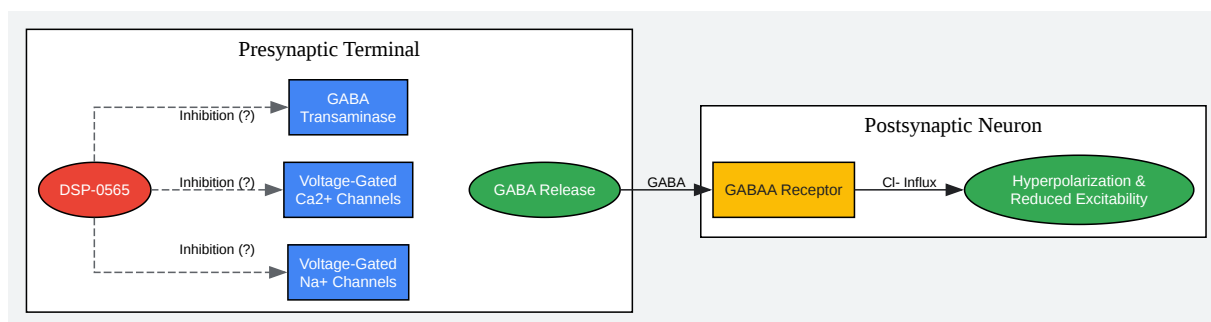 Presynaptic Terminal
GABA
Transaminase
Inhibition (?)
DSP-0565
Inhibition (?)
Voltage-Gated
Ca2+ Channels
Inhibition (?)
Voltage-Gated
Na+ Channels
GABA Release
GABA
Postsynaptic Neuron
GABAA Receptor
Cl- Influx
Hyperpolarization &
Reduced Excitability